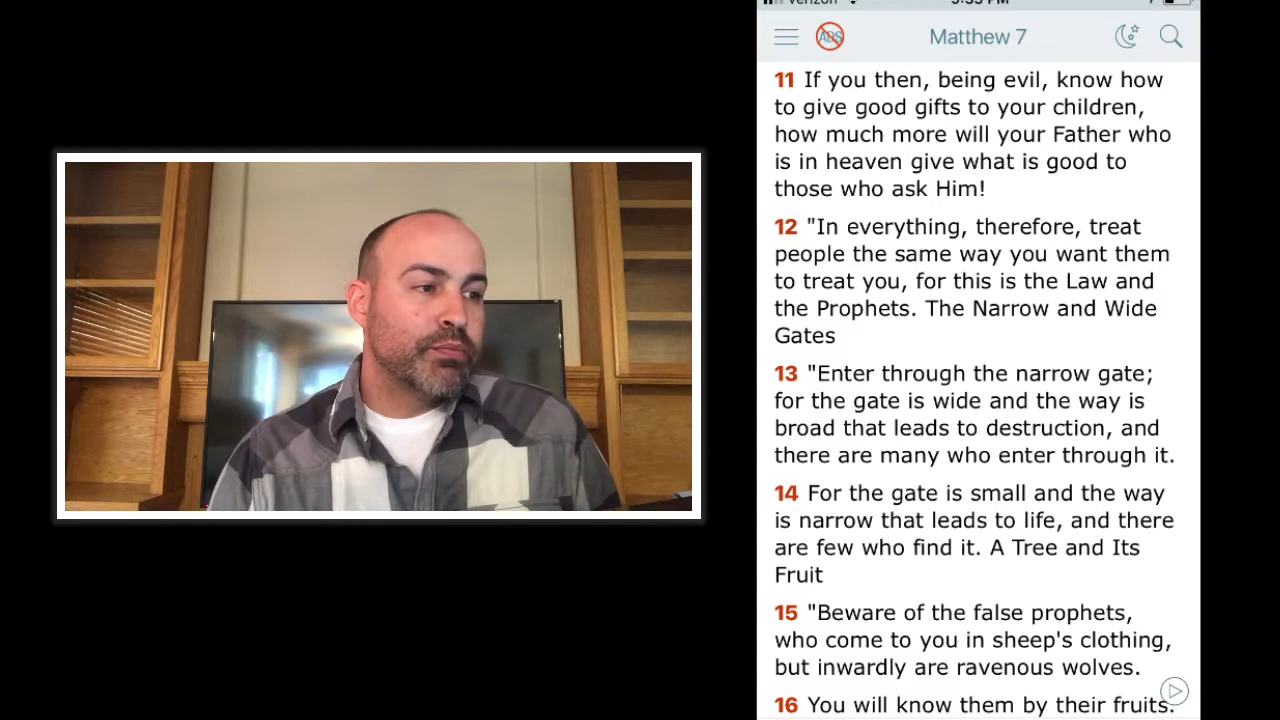 Verizon 5:33 PM
ADS Matthew 7
11 If you then, being evil, know how
to give good gifts to your children,
how much more will your Father who
is in heaven give what is good to
those who ask Him!
12 "In everything, therefore, treat
people the same way you want them
to treat you, for this is the Law and
the Prophets. The Narrow and Wide
Gates
13 "Enter through the narrow gate;
for the gate is wide and the way is
broad that leads to destruction, and
there are many who enter through it.
14 For the gate is small and the way
is narrow that leads to life, and there
are few who find it. A Tree and Its
Fruit
15 "Beware of the false prophets,
who come to you in sheep's clothing,
but inwardly are ravenous wolves.
16 You will know them by their fruits.